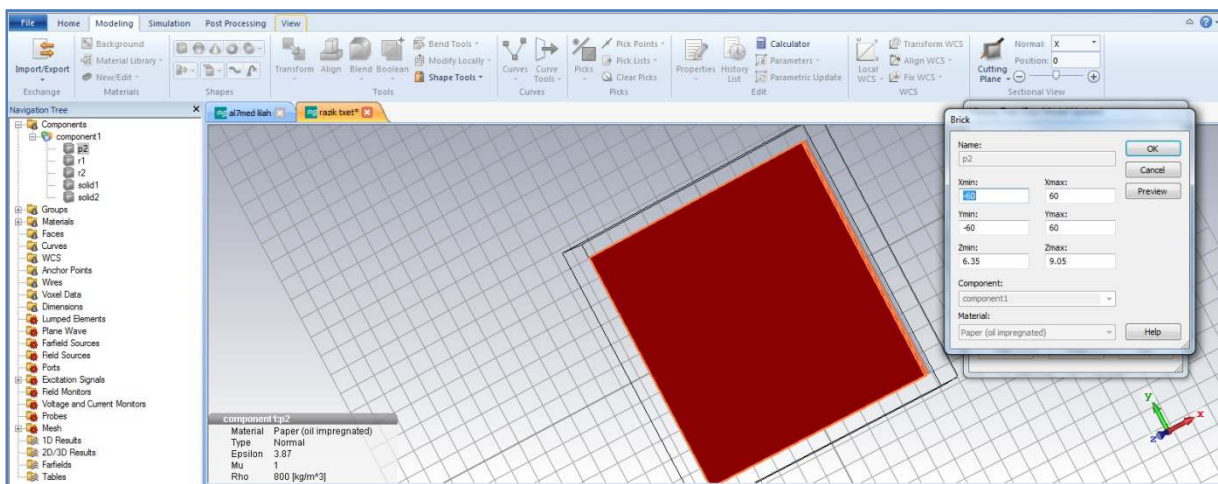 File Home Modeling Simulation Post Processing View
Import/Export
Exchange
Background
Material Library
New/Edit
Materials
Shapes
Transform Align Blend Boolean
Bend Tools
Modify Locally
Shape Tools
Tools
Curves Curve Tools
Curves
Picks
Pick Points
Pick Lists
Clear Picks
Picks
Properties History List
Calculator
Parameters
Parametric Update
Edit
Local WCS
Transform WCS
Align WCS
Fix WCS
WCS
Cutting Plane
Normal: X
Position: 0
Sectional View
Navigation Tree
Components
component1
p2
r1
r2
solid1
solid2
Groups
Materials
Faces
Curves
WCS
Anchor Points
Wires
Voxel Data
Dimensions
Lumped Elements
Plane Wave
Farfield Sources
Field Sources
Ports
Excitation Signals
Field Monitors
Voltage and Current Monitors
Probes
Mesh
1D Results
2D/3D Results
Farfields
Tables
al7med lilah
razik txet*
component1:p2
Material Paper (oil impregnated)
Type Normal
Epsilon 3.87
Mu 1
Rho 800 [kg/m^3]
Brick
Name:
p2
OK
Cancel
Preview
Xmin: Xmax:
-60 60
Ymin: Ymax:
-60 60
Zmin: Zmax:
6.35 9.05
Component:
component1
Material:
Paper (oil impregnated)
Help
y
x
z